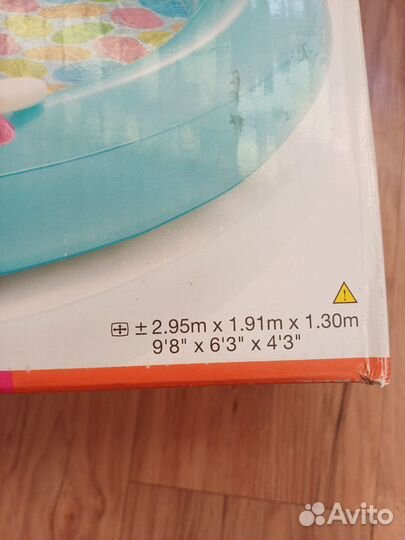 ± 2.95m x 1.91m x 1.30m
9'8" x 6'3" x 4'3"
Avito